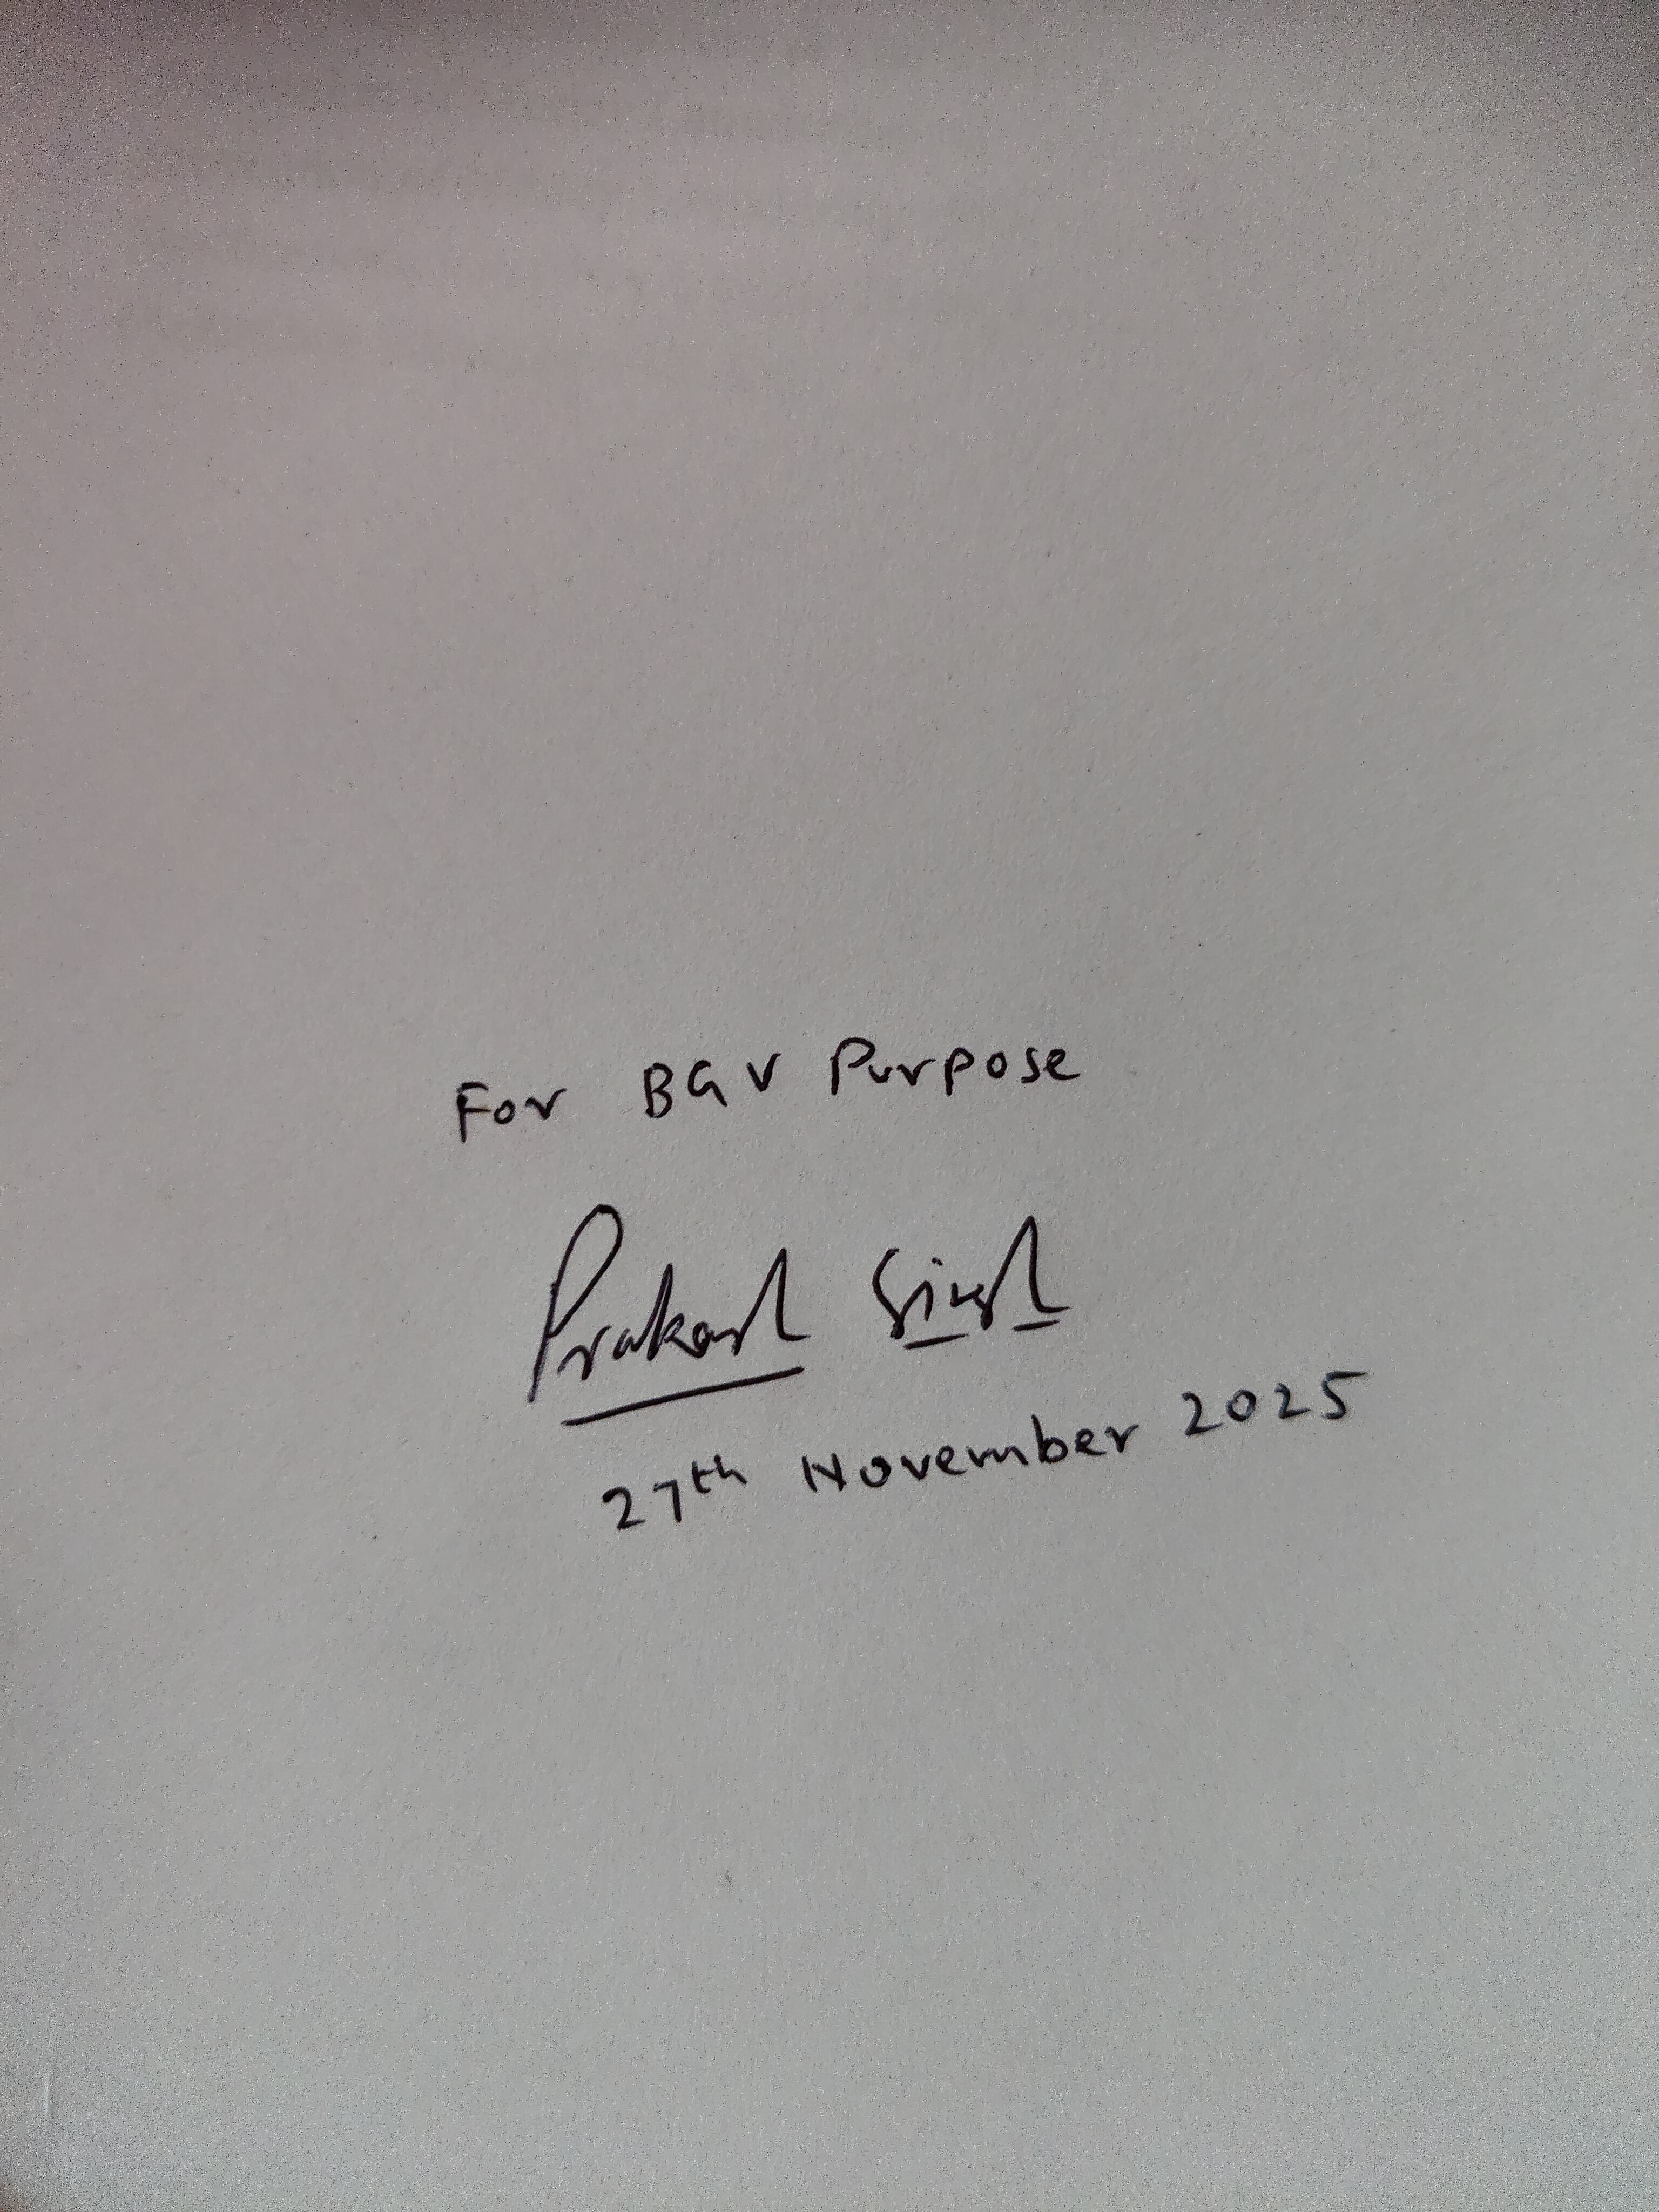 For BGV Purpose
Prakash Singh
27th November 2025